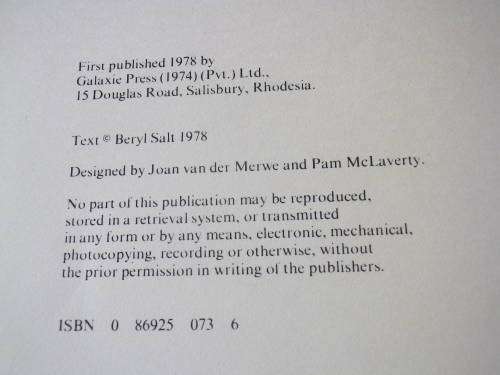 First published 1978 by
Galaxie Press (1974) (Pvt.) Ltd.,
15 Douglas Road, Salisbury, Rhodesia.
Text © Beryl Salt 1978
Designed by Joan van der Merwe and Pam McLaverty.
No part of this publication may be reproduced,
stored in a retrieval system, or transmitted
in any form or by any means, electronic, mechanical,
photocopying, recording or otherwise, without
the prior permission in writing of the publishers.
ISBN 0 86925 073 6